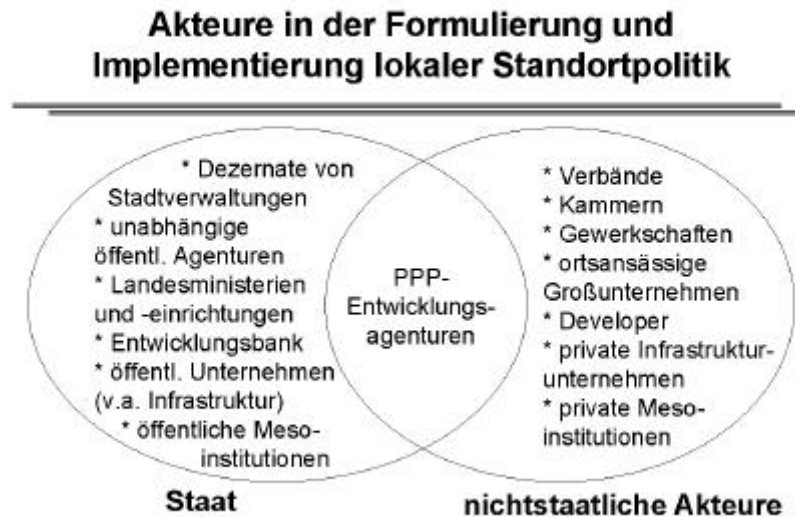 Akteure in der Formulierung und
Implementierung lokaler Standortpolitik
* Dezernate von
Stadtverwaltungen
* unabhängige
öffentl. Agenturen
* Landesministerien
und -einrichtungen
* Entwicklungsbank
* öffentl. Unternehmen
(v.a. Infrastruktur)
* öffentliche Meso-
institutionen
PPP-
Entwicklungs-
agenturen
* Verbände
* Kammern
* Gewerkschaften
* ortsansässige
Großunternehmen
* Developer
* private Infrastruktur-
unternehmen
* private Meso-
institutionen
Staat
nichtstaatliche Akteure